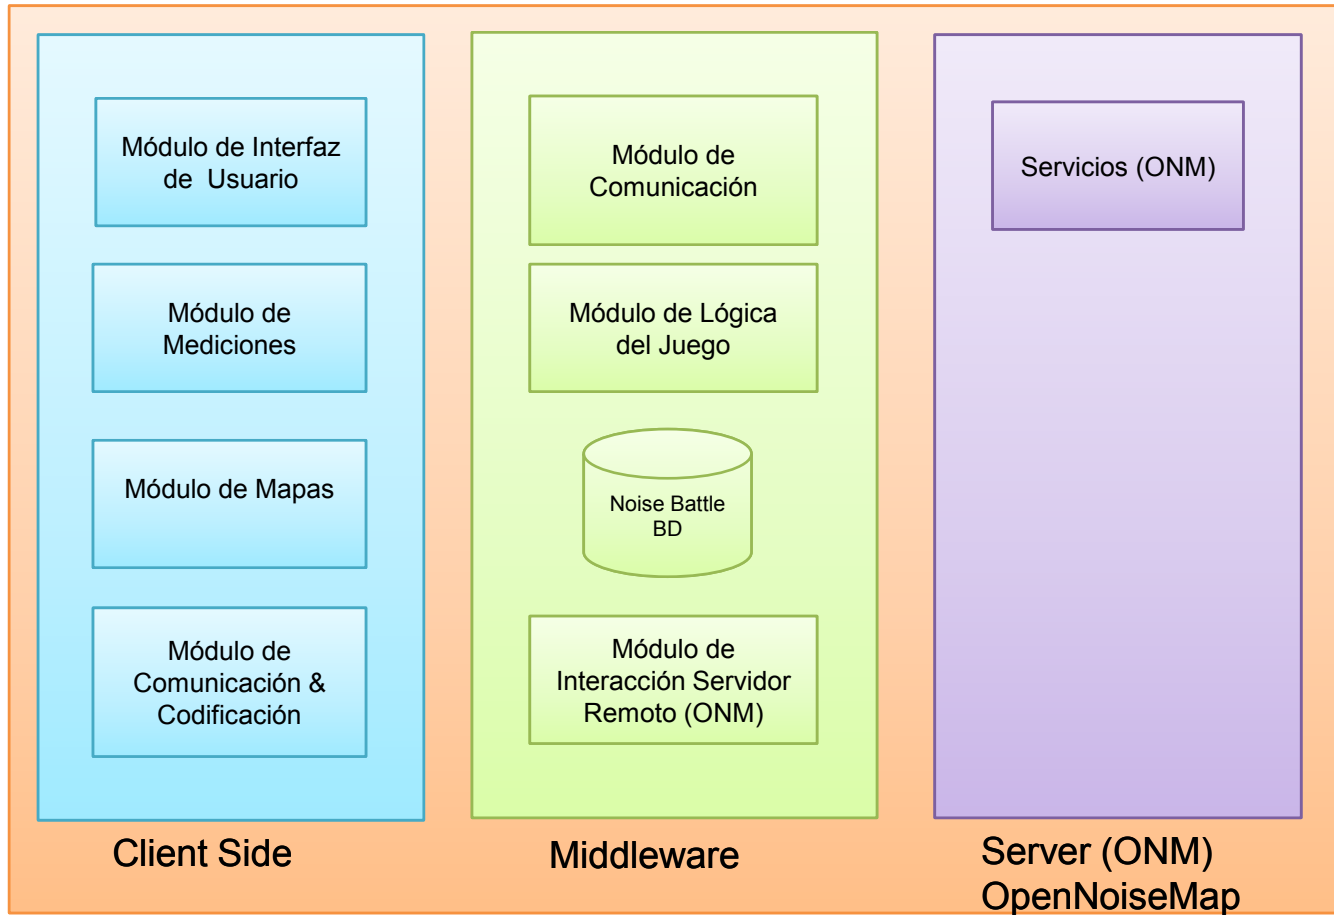 Módulo de Interfaz
de Usuario
Módulo de
Mediciones
Módulo de Mapas
Módulo de
Comunicación &
Codificación
Client Side
Módulo de
Comunicación
Módulo de Lógica
del Juego
Noise Battle
BD
Módulo de
Interacción Servidor
Remoto (ONM)
Middleware
Servicios (ONM)
Server (ONM)
OpenNoiseMap